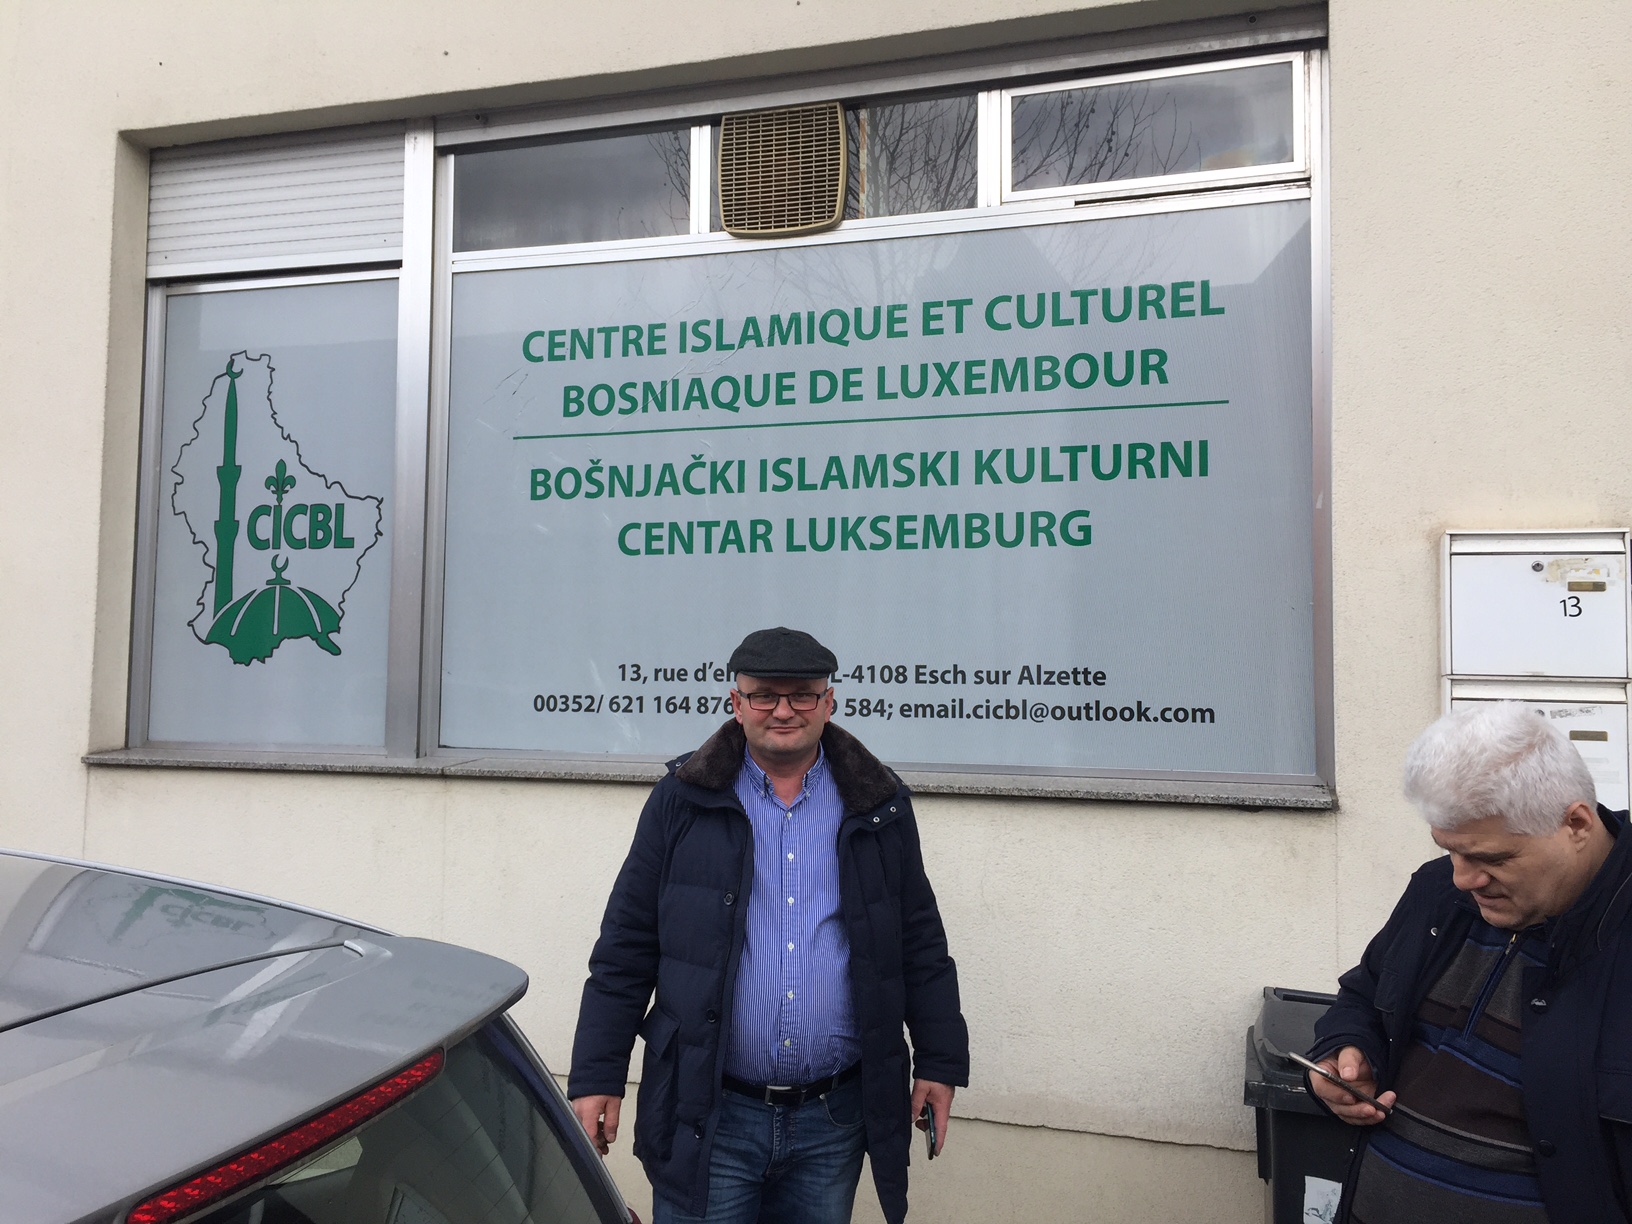 CENTRE ISLAMIQUE ET CULTUREL
BOSNIAQUE DE LUXEMBOUR
BOŠNJAČKI ISLAMSKI KULTURNI
CENTAR LUKSEMBURG
CICBL
13, rue L-4108 Esch sur Alzette
00352/ 621 164 876 584; email.cicbl@outlook.com
13